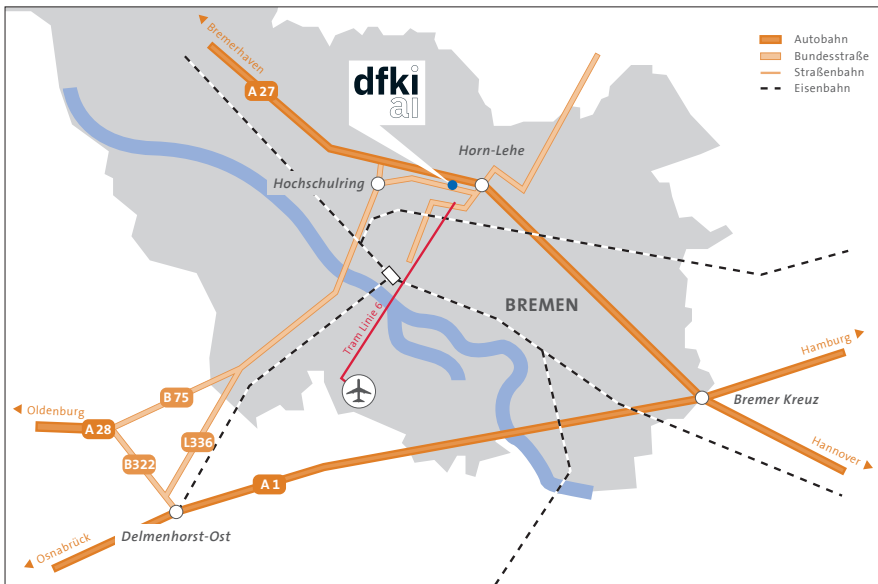 Bremerhaven
A 27
dfki
ai
Autobahn
Bundesstraße
Straßenbahn
Eisenbahn
Horn-Lehe
Hochschulring
BREMEN
Tram Linie 6
Hamburg
Bremer Kreuz
Hannover
Oldenburg
B 75
A 28
L336
B322
A 1
Delmenhorst-Ost
Osnabrück